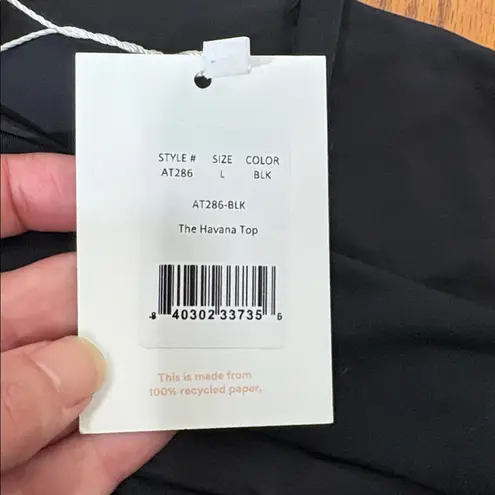 STYLE # SIZE COLOR
AT286 L BLK
AT286-BLK
The Havana Top
8 40302 33735 6
This is made from
100% recycled paper.